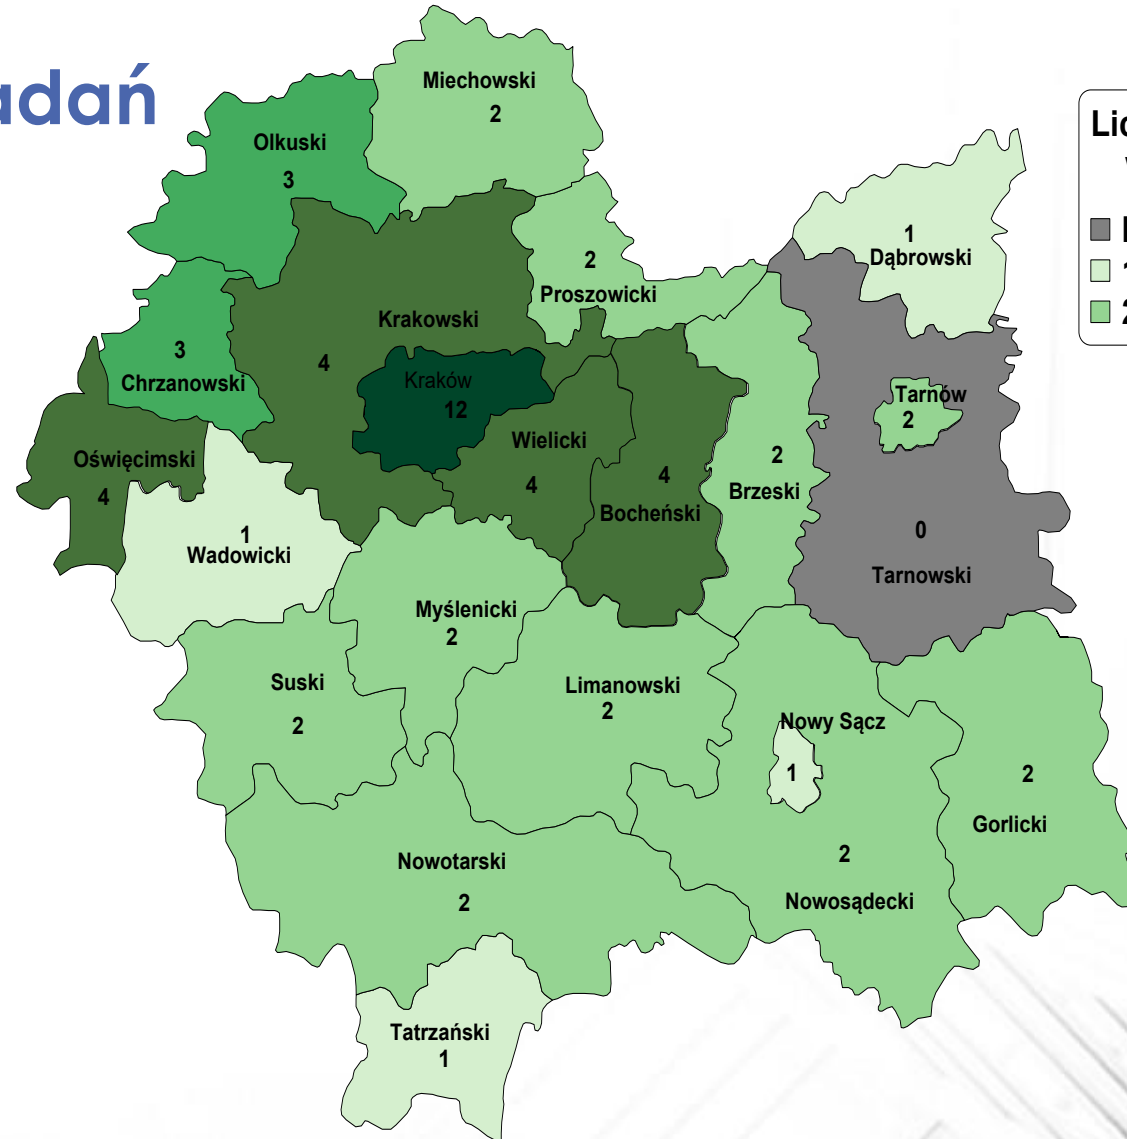 Miechowski
2
Olkuski
3
1
Dąbrowski
2
Proszowicki
Krakowski
4
3
Chrzanowski
Kraków
12
Tarnów
2
Wielicki
4
Oświęcimski
4
4
Bocheński
2
Brzeski
1
Wadowicki
0
Tarnowski
Myślenicki
2
Suski
2
Limanowski
2
Nowy Sącz
1
2
Gorlicki
Nowotarski
2
2
Nowosądecki
Tatrzański
1